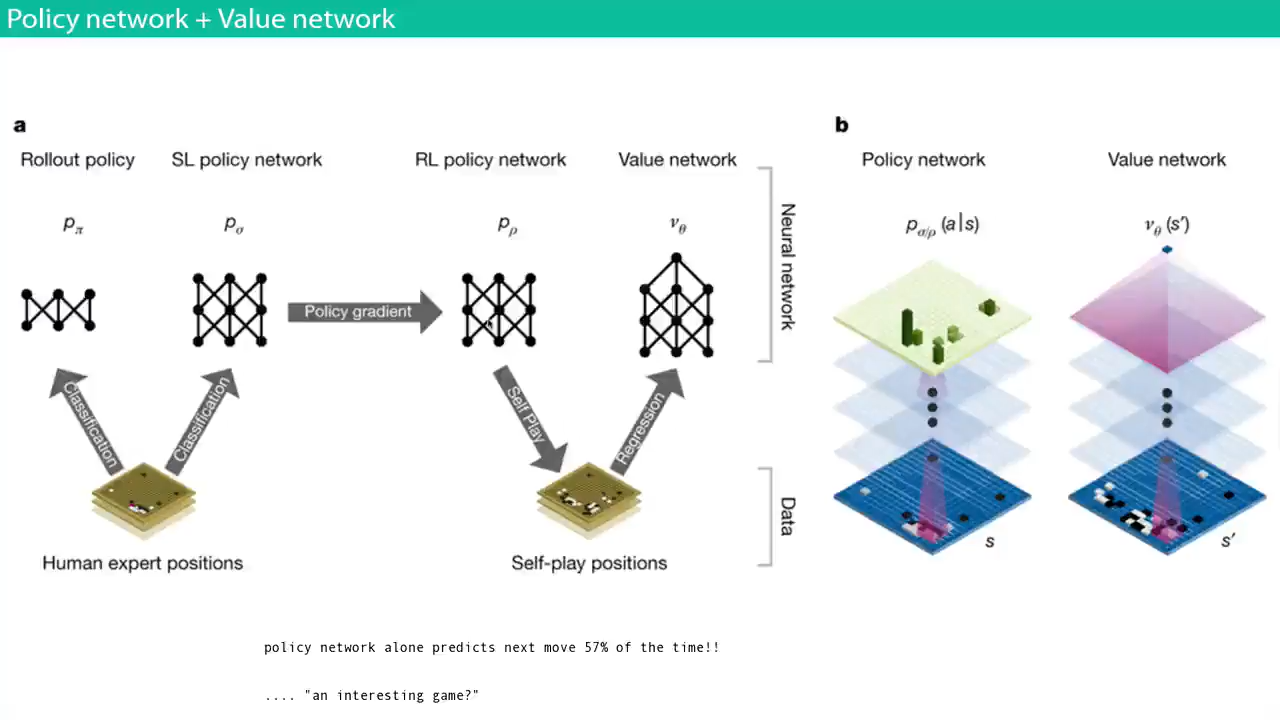 Policy network + Value network
a
Rollout policy
SL policy network
RL policy network
Value network
pπ
pσ
pρ
vθ
Policy gradient
Classification
Classification
Self Play
Regression
Human expert positions
Self-play positions
Neural network
Data
b
Policy network
Value network
pσ/ρ (a|s)
vθ (s′)
s
s′
policy network alone predicts next move 57% of the time!!
.... "an interesting game?"